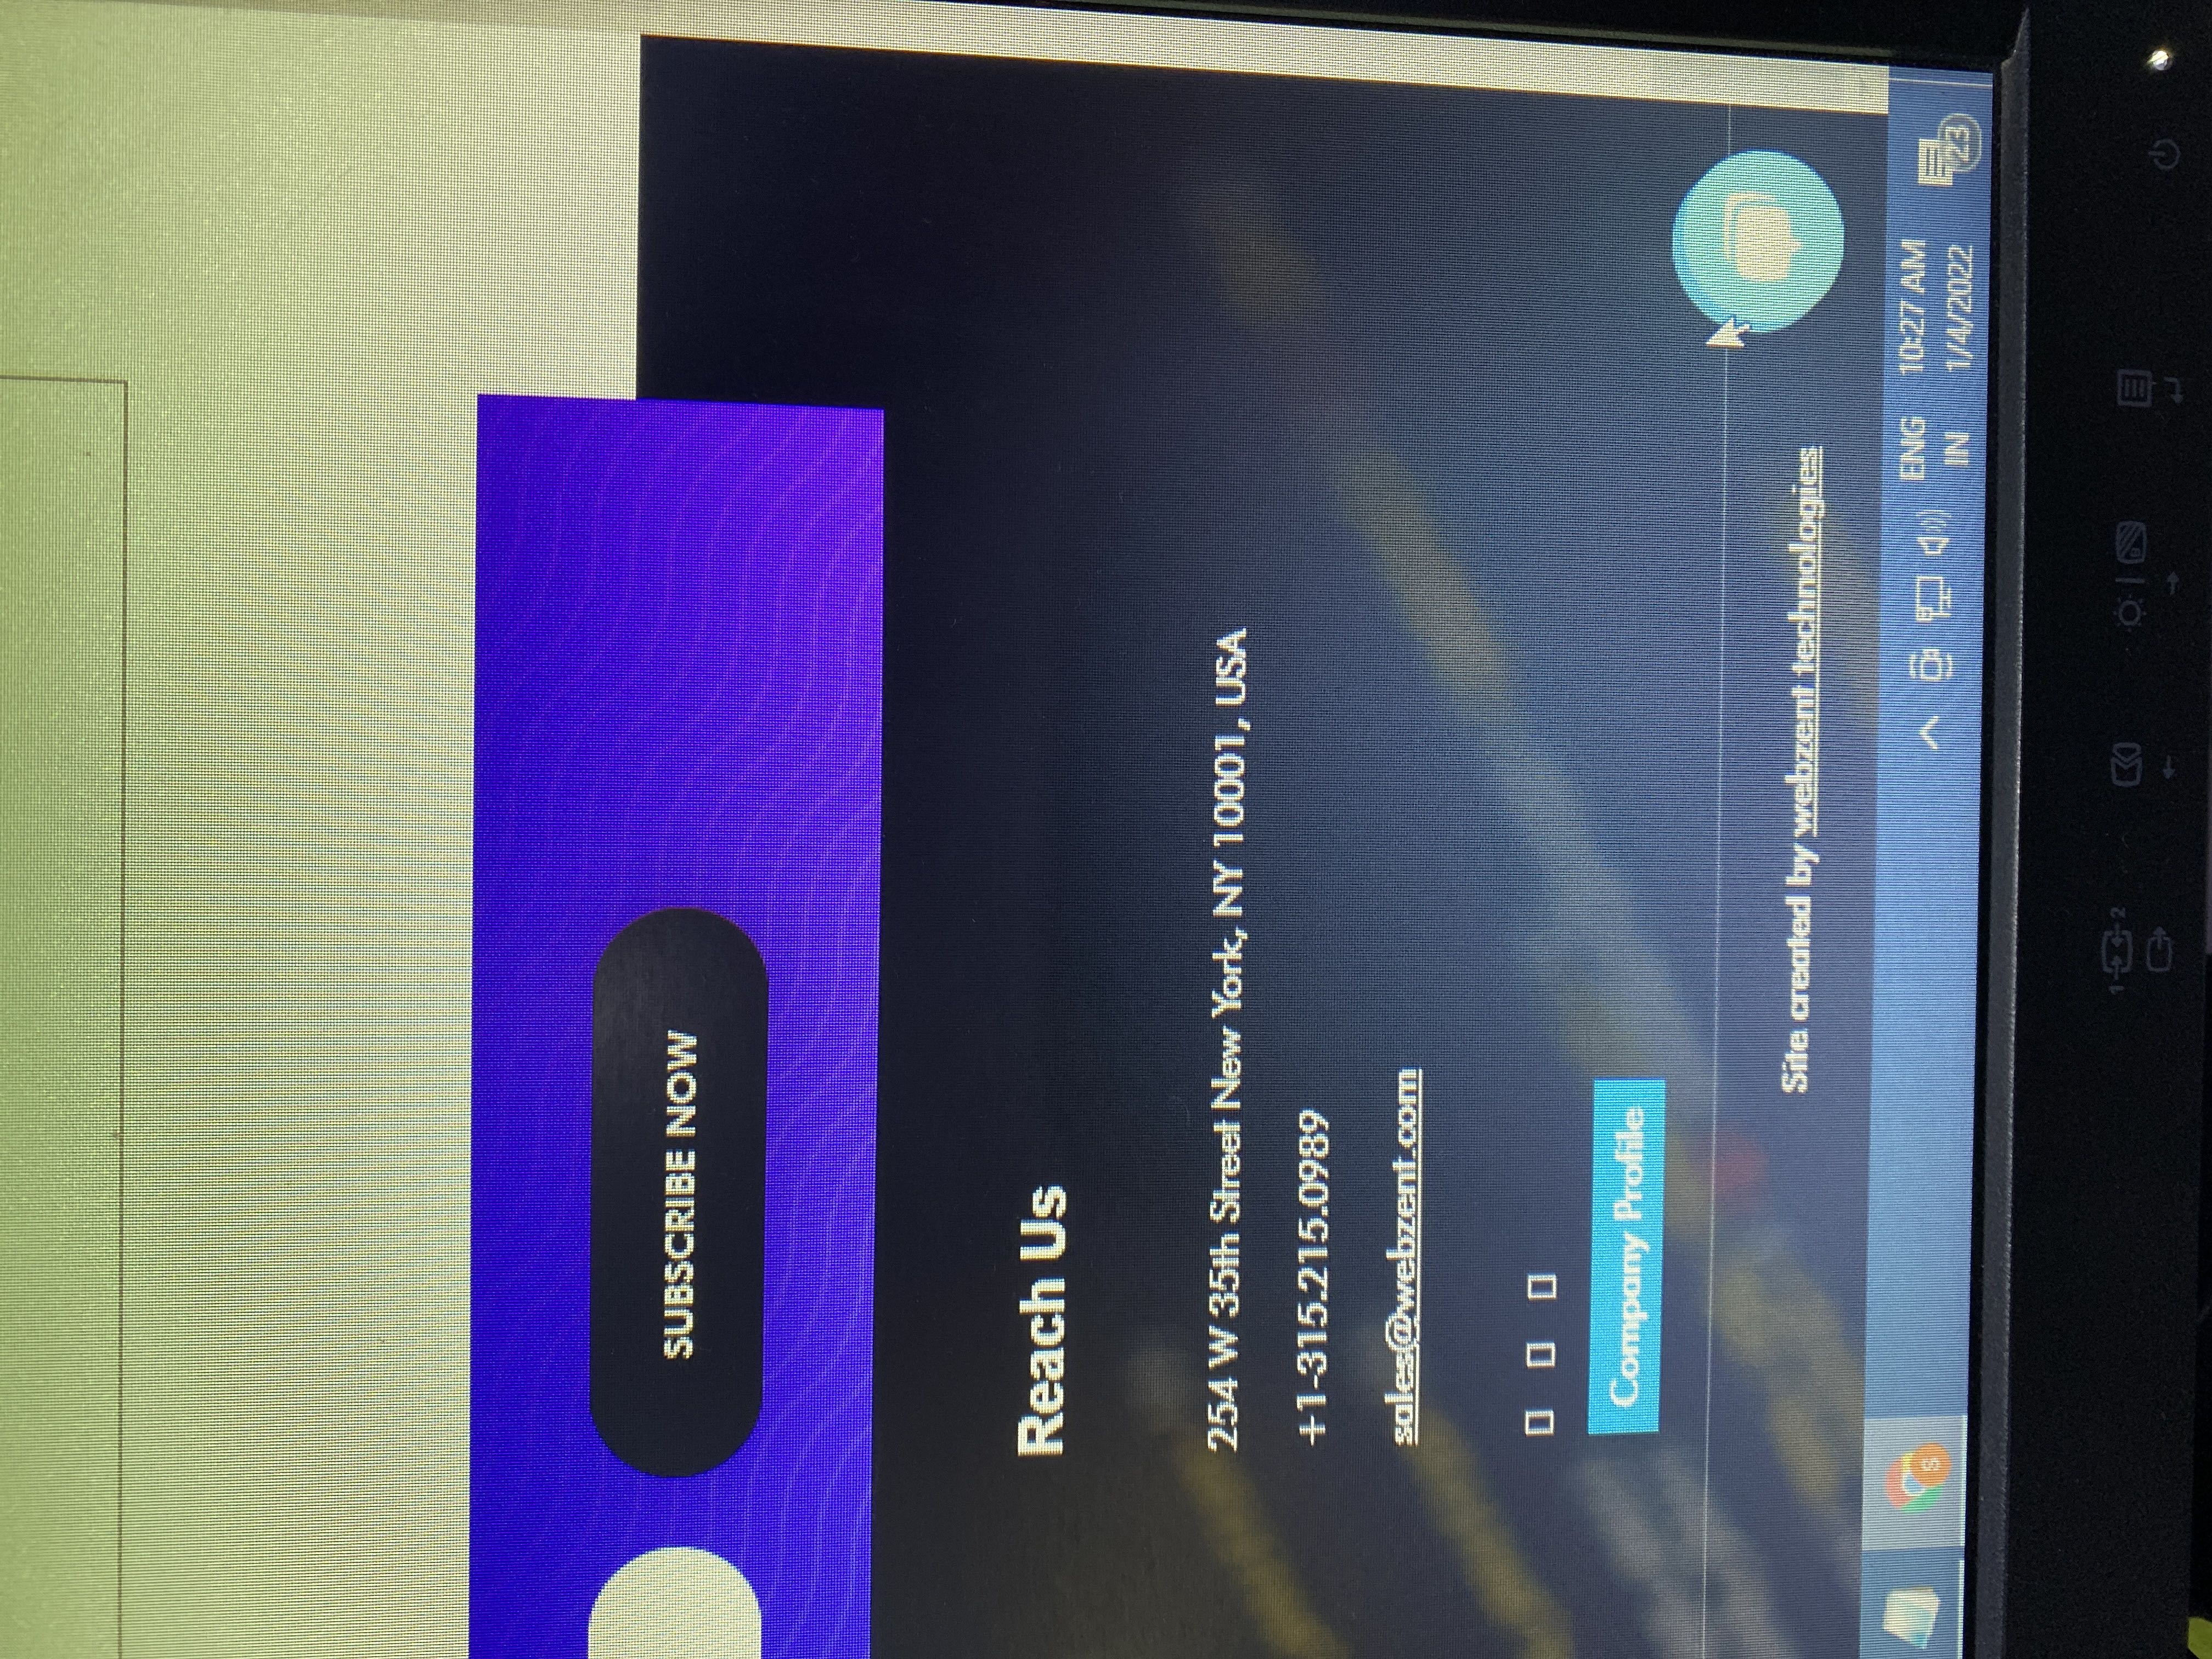 SUBSCRIBE NOW
Reach Us
254 W 35th Street New York, NY 10001, USA
+1-315.215.0989
sales@webzent.com
Company Profile
Site created by webzent technologies
S
ENG
IN
10:27 AM
1/4/2022
23
1 2